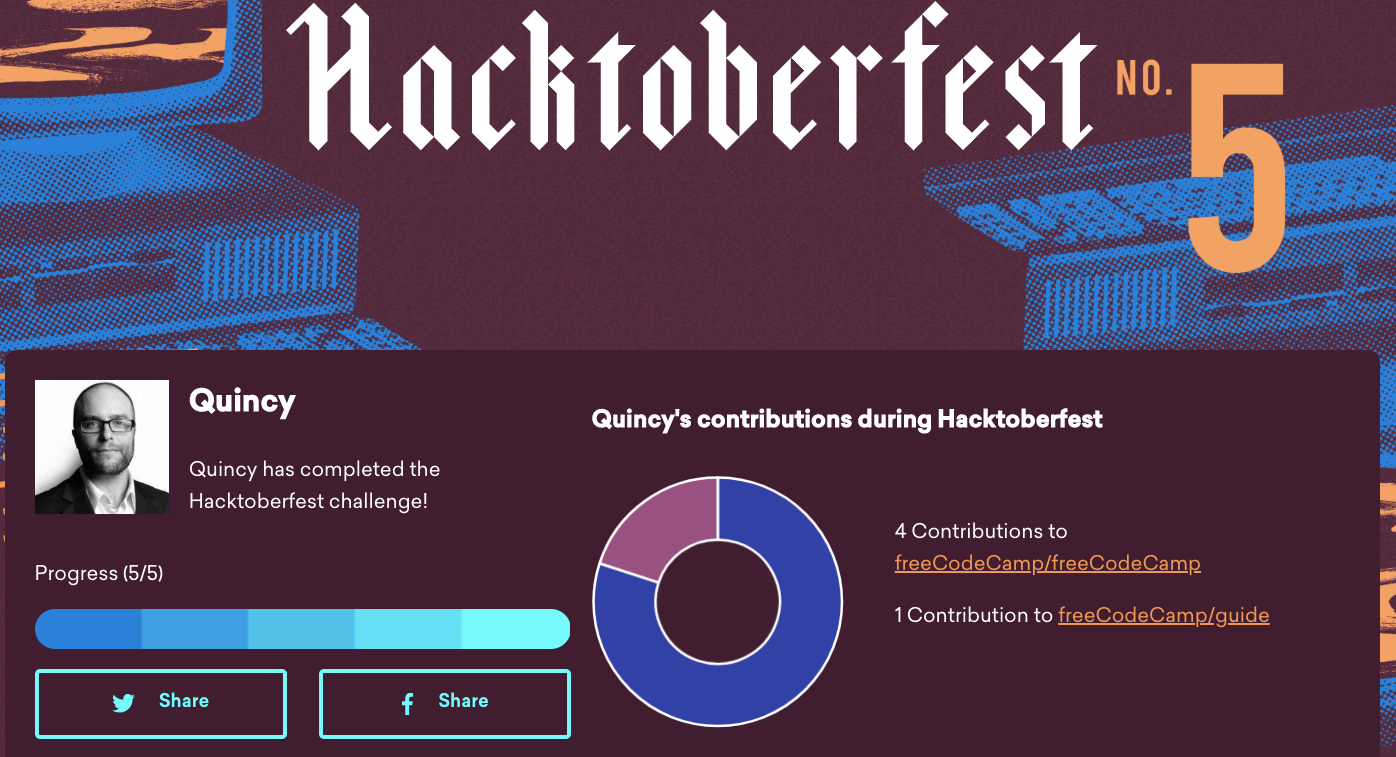 Hacktoberfest NO. 5
Quincy
Quincy has completed the
Hacktoberfest challenge!
Progress (5/5)
Share
Share
Quincy's contributions during Hacktoberfest
4 Contributions to
freeCodeCamp/freeCodeCamp
1 Contribution to freeCodeCamp/guide